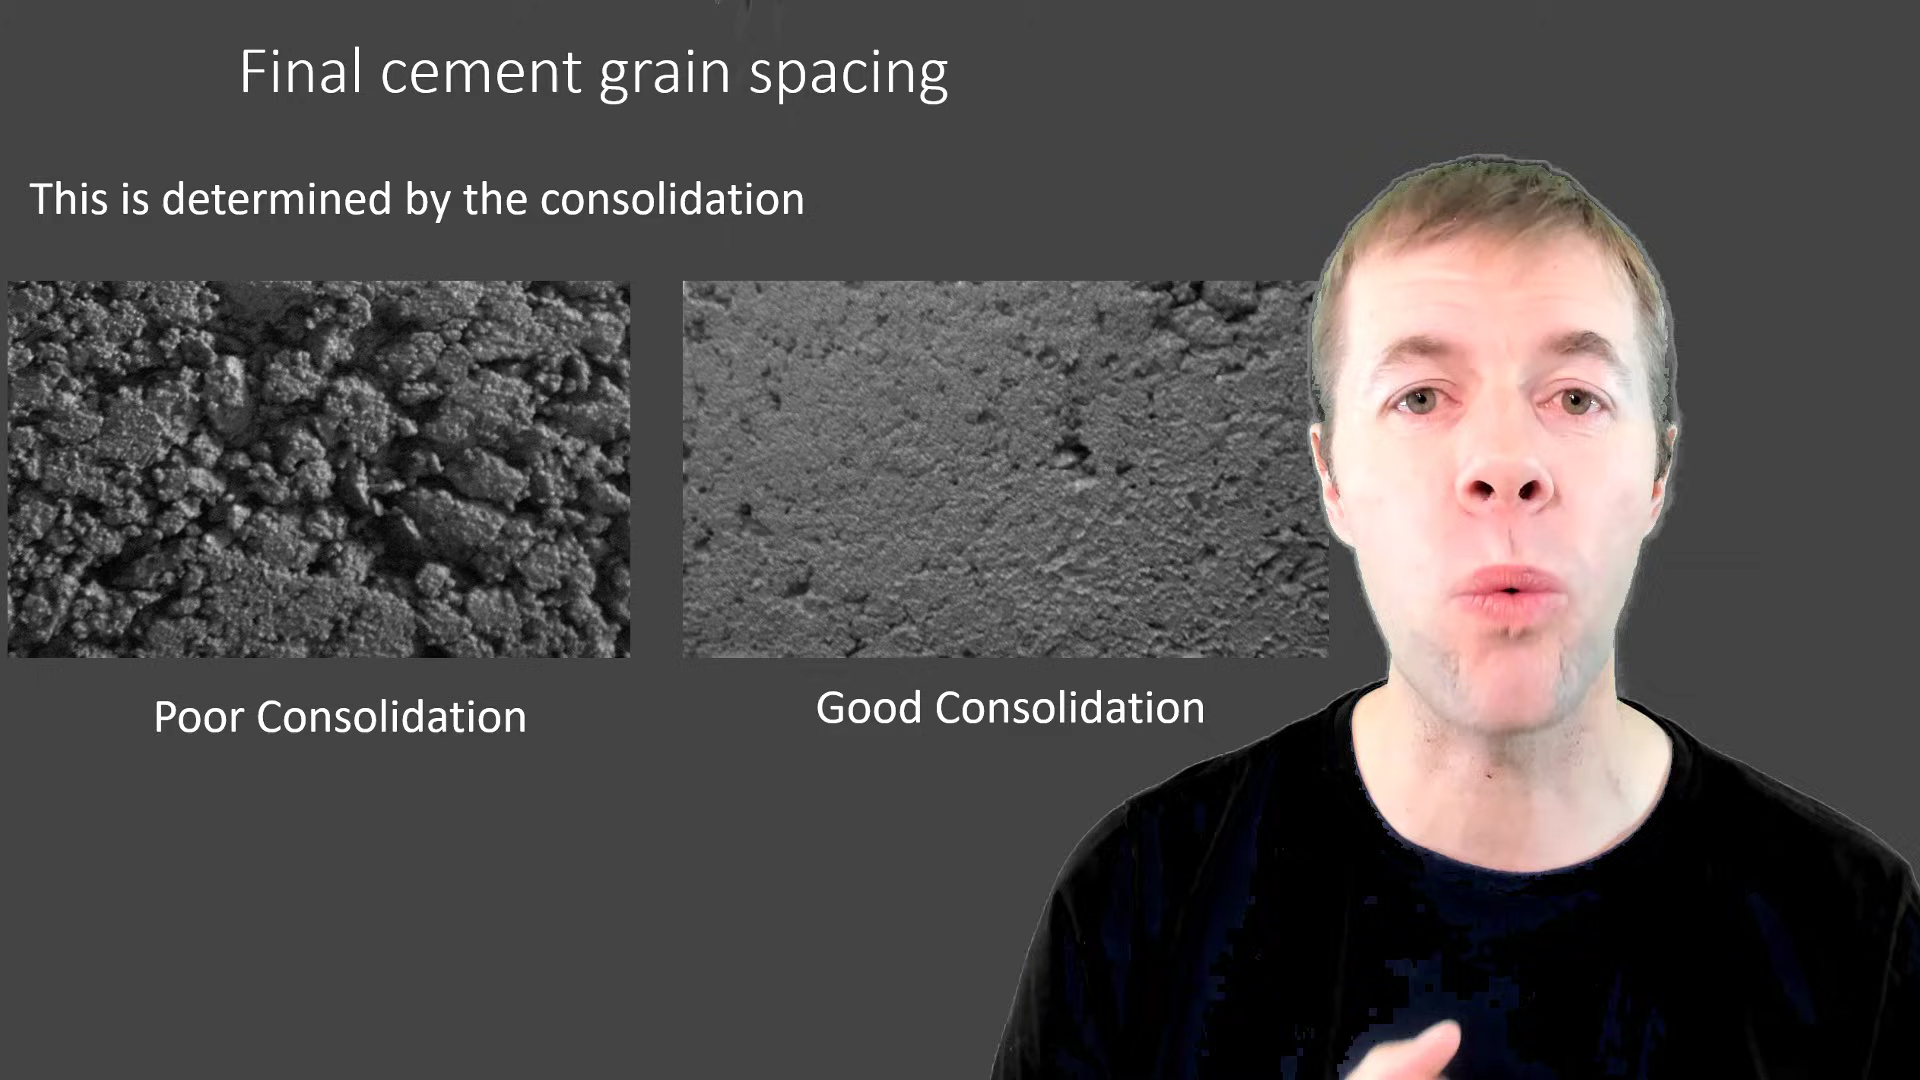 Final cement grain spacing
This is determined by the consolidation
Poor Consolidation
Good Consolidation